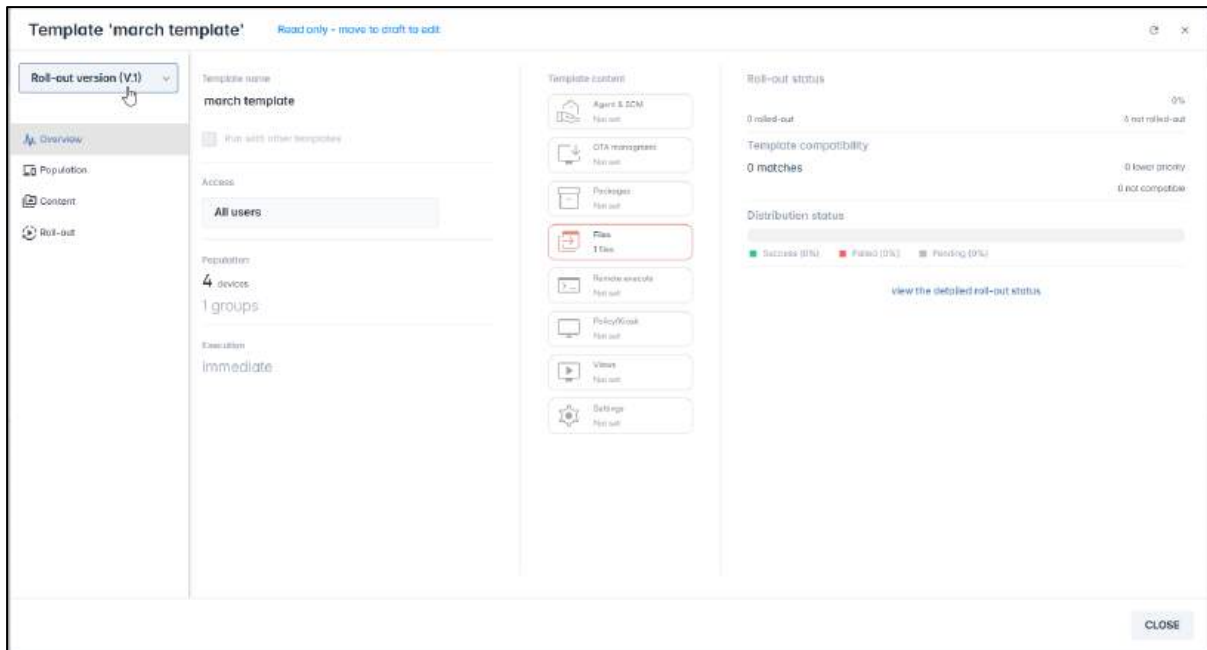 Template 'march template'
Read only - move to draft to edit
Roll-out version (V.1)
Overview
Population
Content
Roll-out
Template name
march template
Run with other templates
Access
All users
Population
4 devices
1 groups
Execution
immediate
Template content
Agent & ECM
Not set
OTA managment
Not set
Packages
Not set
Files
1 files
Remote execute
Not set
Policy/Kiosk
Not set
Views
Not set
Settings
Not set
Roll-out status
0%
0 rolled-out
not rolled-out
Template compatibility
0 matches
0 lower priority
0 not compatible
Distribution status
Success (0%)
Failed (0%)
Pending (0%)
view the detailed roll-out status
CLOSE